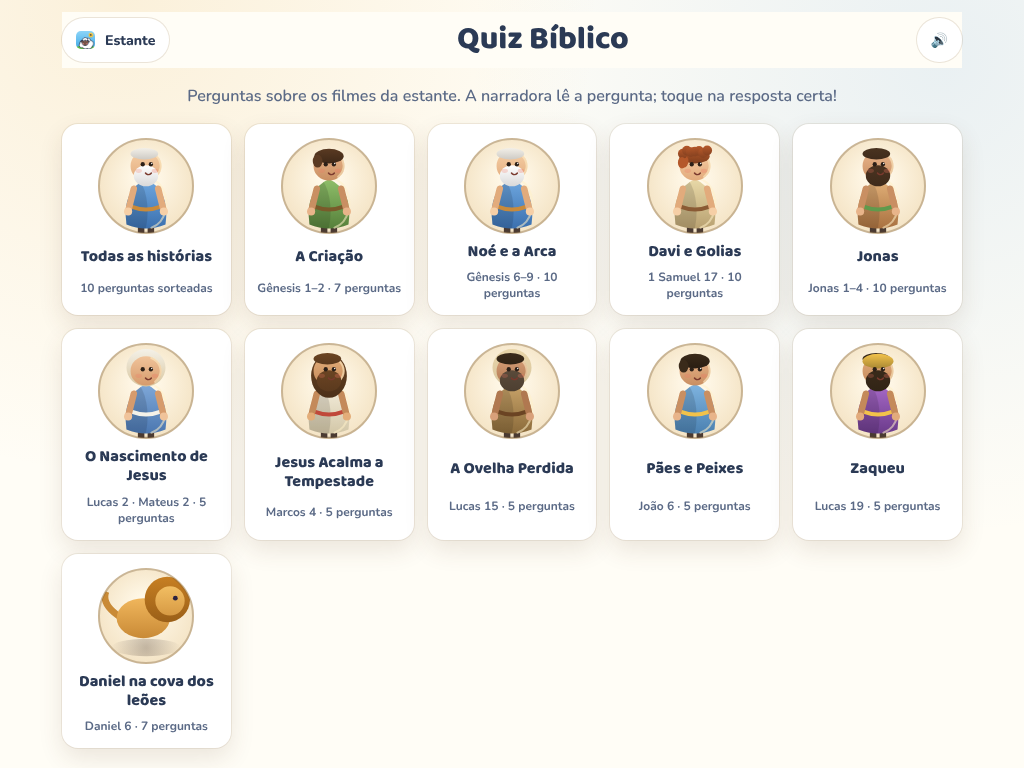 Estante
Quiz Bíblico
Perguntas sobre os filmes da estante. A narradora lê a pergunta; toque na resposta certa!
Todas as histórias
10 perguntas sorteadas
A Criação
Gênesis 1–2 · 7 perguntas
Noé e a Arca
Gênesis 6–9 · 10
perguntas
Davi e Golias
1 Samuel 17 · 10
perguntas
Jonas
Jonas 1–4 · 10 perguntas
O Nascimento de
Jesus
Lucas 2 · Mateus 2 · 5
perguntas
Jesus Acalma a
Tempestade
Marcos 4 · 5 perguntas
A Ovelha Perdida
Lucas 15 · 5 perguntas
Pães e Peixes
João 6 · 5 perguntas
Zaqueu
Lucas 19 · 5 perguntas
Daniel na cova dos
leões
Daniel 6 · 7 perguntas